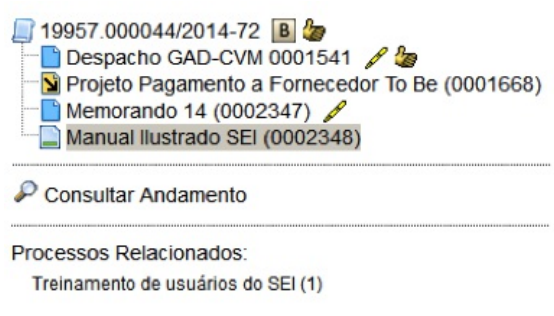 19957.000044/2014-72 B
Despacho GAD-CVM 0001541
Projeto Pagamento a Fornecedor To Be (0001668)
Memorando 14 (0002347)
Manual Ilustrado SEI (0002348)
Consultar Andamento
Processos Relacionados:
Treinamento de usuários do SEI (1)